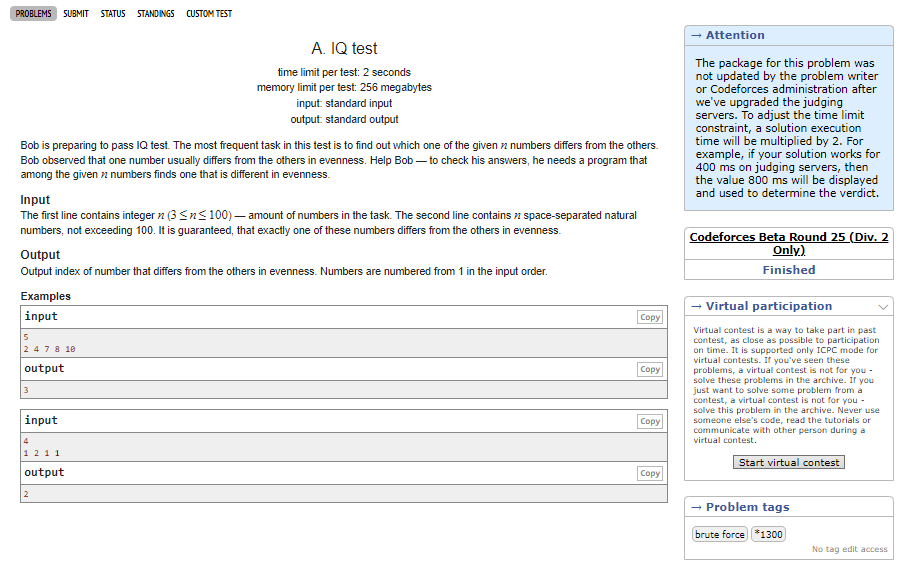 PROBLEMS SUBMIT STATUS STANDINGS CUSTOM TEST
A. IQ test
time limit per test: 2 seconds
memory limit per test: 256 megabytes
input: standard input
output: standard output
Bob is preparing to pass IQ test. The most frequent task in this test is to find out which one of the given n numbers differs from the others.
Bob observed that one number usually differs from the others in evenness. Help Bob — to check his answers, he needs a program that
among the given n numbers finds one that is different in evenness.
Input
The first line contains integer n (3 ≤ n ≤ 100) — amount of numbers in the task. The second line contains n space-separated natural
numbers, not exceeding 100. It is guaranteed, that exactly one of these numbers differs from the others in evenness.
Output
Output index of number that differs from the others in evenness. Numbers are numbered from 1 in the input order.
Examples
input
Copy
5
2 4 7 8 10
output
Copy
3
input
Copy
4
1 2 1 1
output
Copy
2
→ Attention
The package for this problem was
not updated by the problem writer
or Codeforces administration after
we've upgraded the judging
servers. To adjust the time limit
constraint, a solution execution
time will be multiplied by 2. For
example, if your solution works for
400 ms on judging servers, then
the value 800 ms will be displayed
and used to determine the verdict.
Codeforces Beta Round 25 (Div. 2
Only)
Finished
→ Virtual participation
Virtual contest is a way to take part in past
contest, as close as possible to participation
on time. It is supported only ICPC mode for
virtual contests. If you've seen these
problems, a virtual contest is not for you -
solve these problems in the archive. If you
just want to solve some problem from a
contest, a virtual contest is not for you -
solve this problem in the archive. Never use
someone else's code, read the tutorials or
communicate with other person during a
virtual contest.
Start virtual contest
→ Problem tags
brute force *1300
No tag edit access